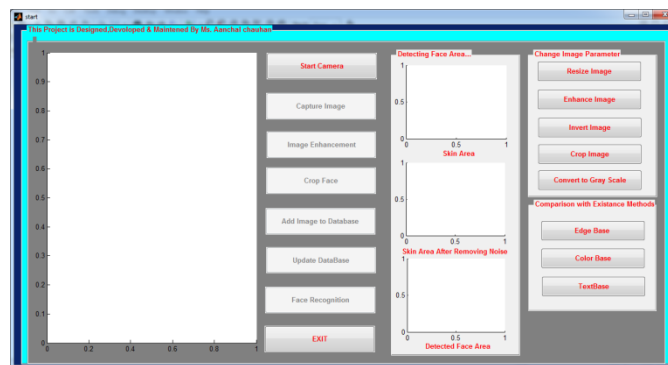 start
This Project Is Designed,Devoloped & Maintened By Ms. Aanchal chauhan
1
0.9
0.8
0.7
0.6
0.5
0.4
0.3
0.2
0.1
0
0 0.2 0.4 0.6 0.8 1
Start Camera
Capture Image
Image Enhancement
Crop Face
Add Image to Database
Update DataBase
Face Recognition
EXIT
Detecting Face Area...
1
0.5
0
0 0.5 1
Skin Area
1
0.5
0
0 0.5 1
Skin Area After Removing Noise
1
0.5
0
0 0.5 1
Detected Face Area
Change Image Parameter
Resize Image
Enhance Image
Invert Image
Crop Image
Convert to Gray Scale
Comparison with Existance Methods
Edge Base
Color Base
TextBase